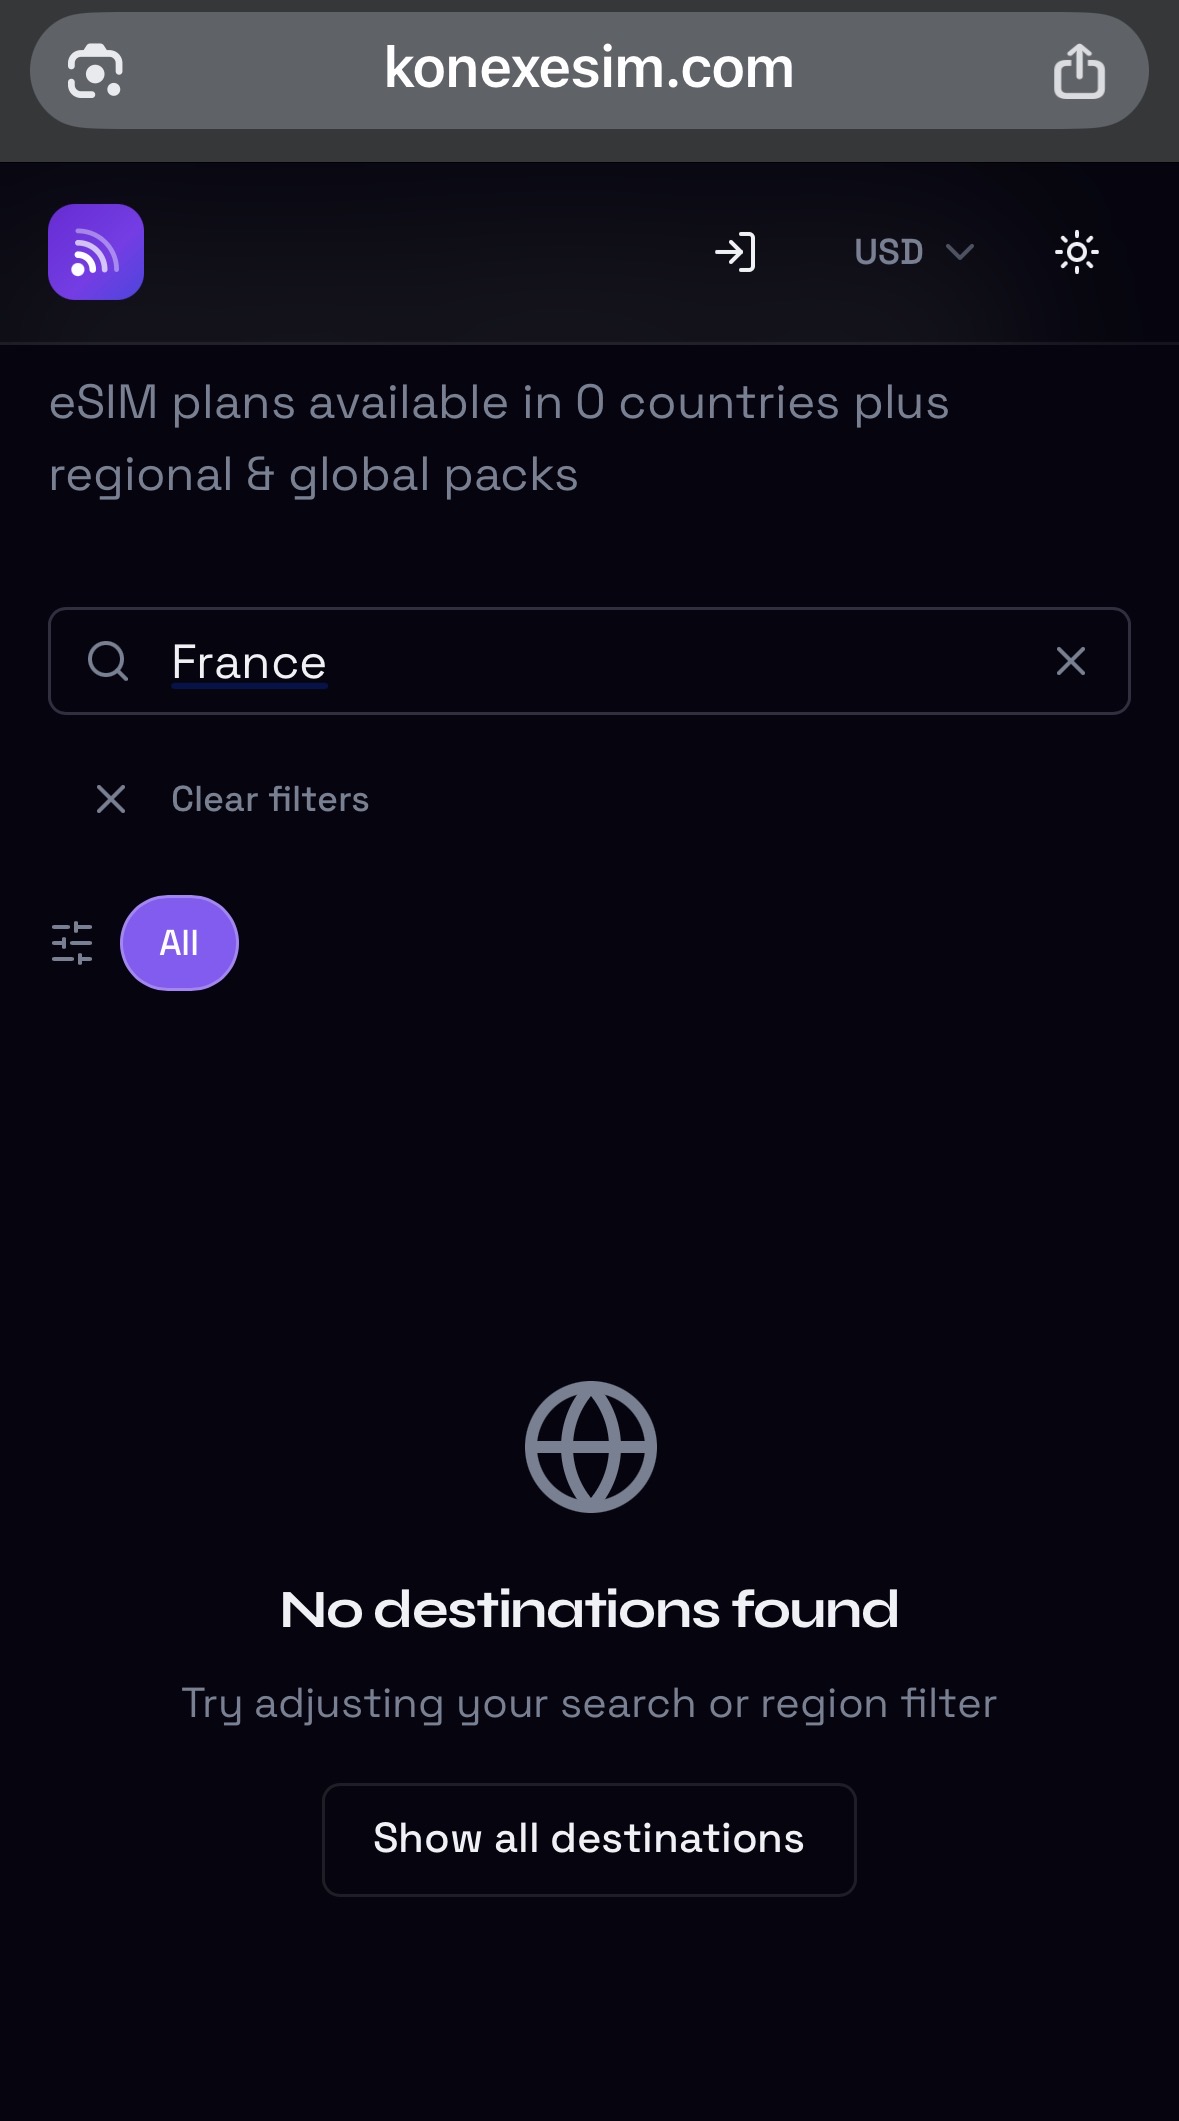 konexesim.com
USD
eSIM plans available in 0 countries plus
regional & global packs
France
Clear filters
All
No destinations found
Try adjusting your search or region filter
Show all destinations